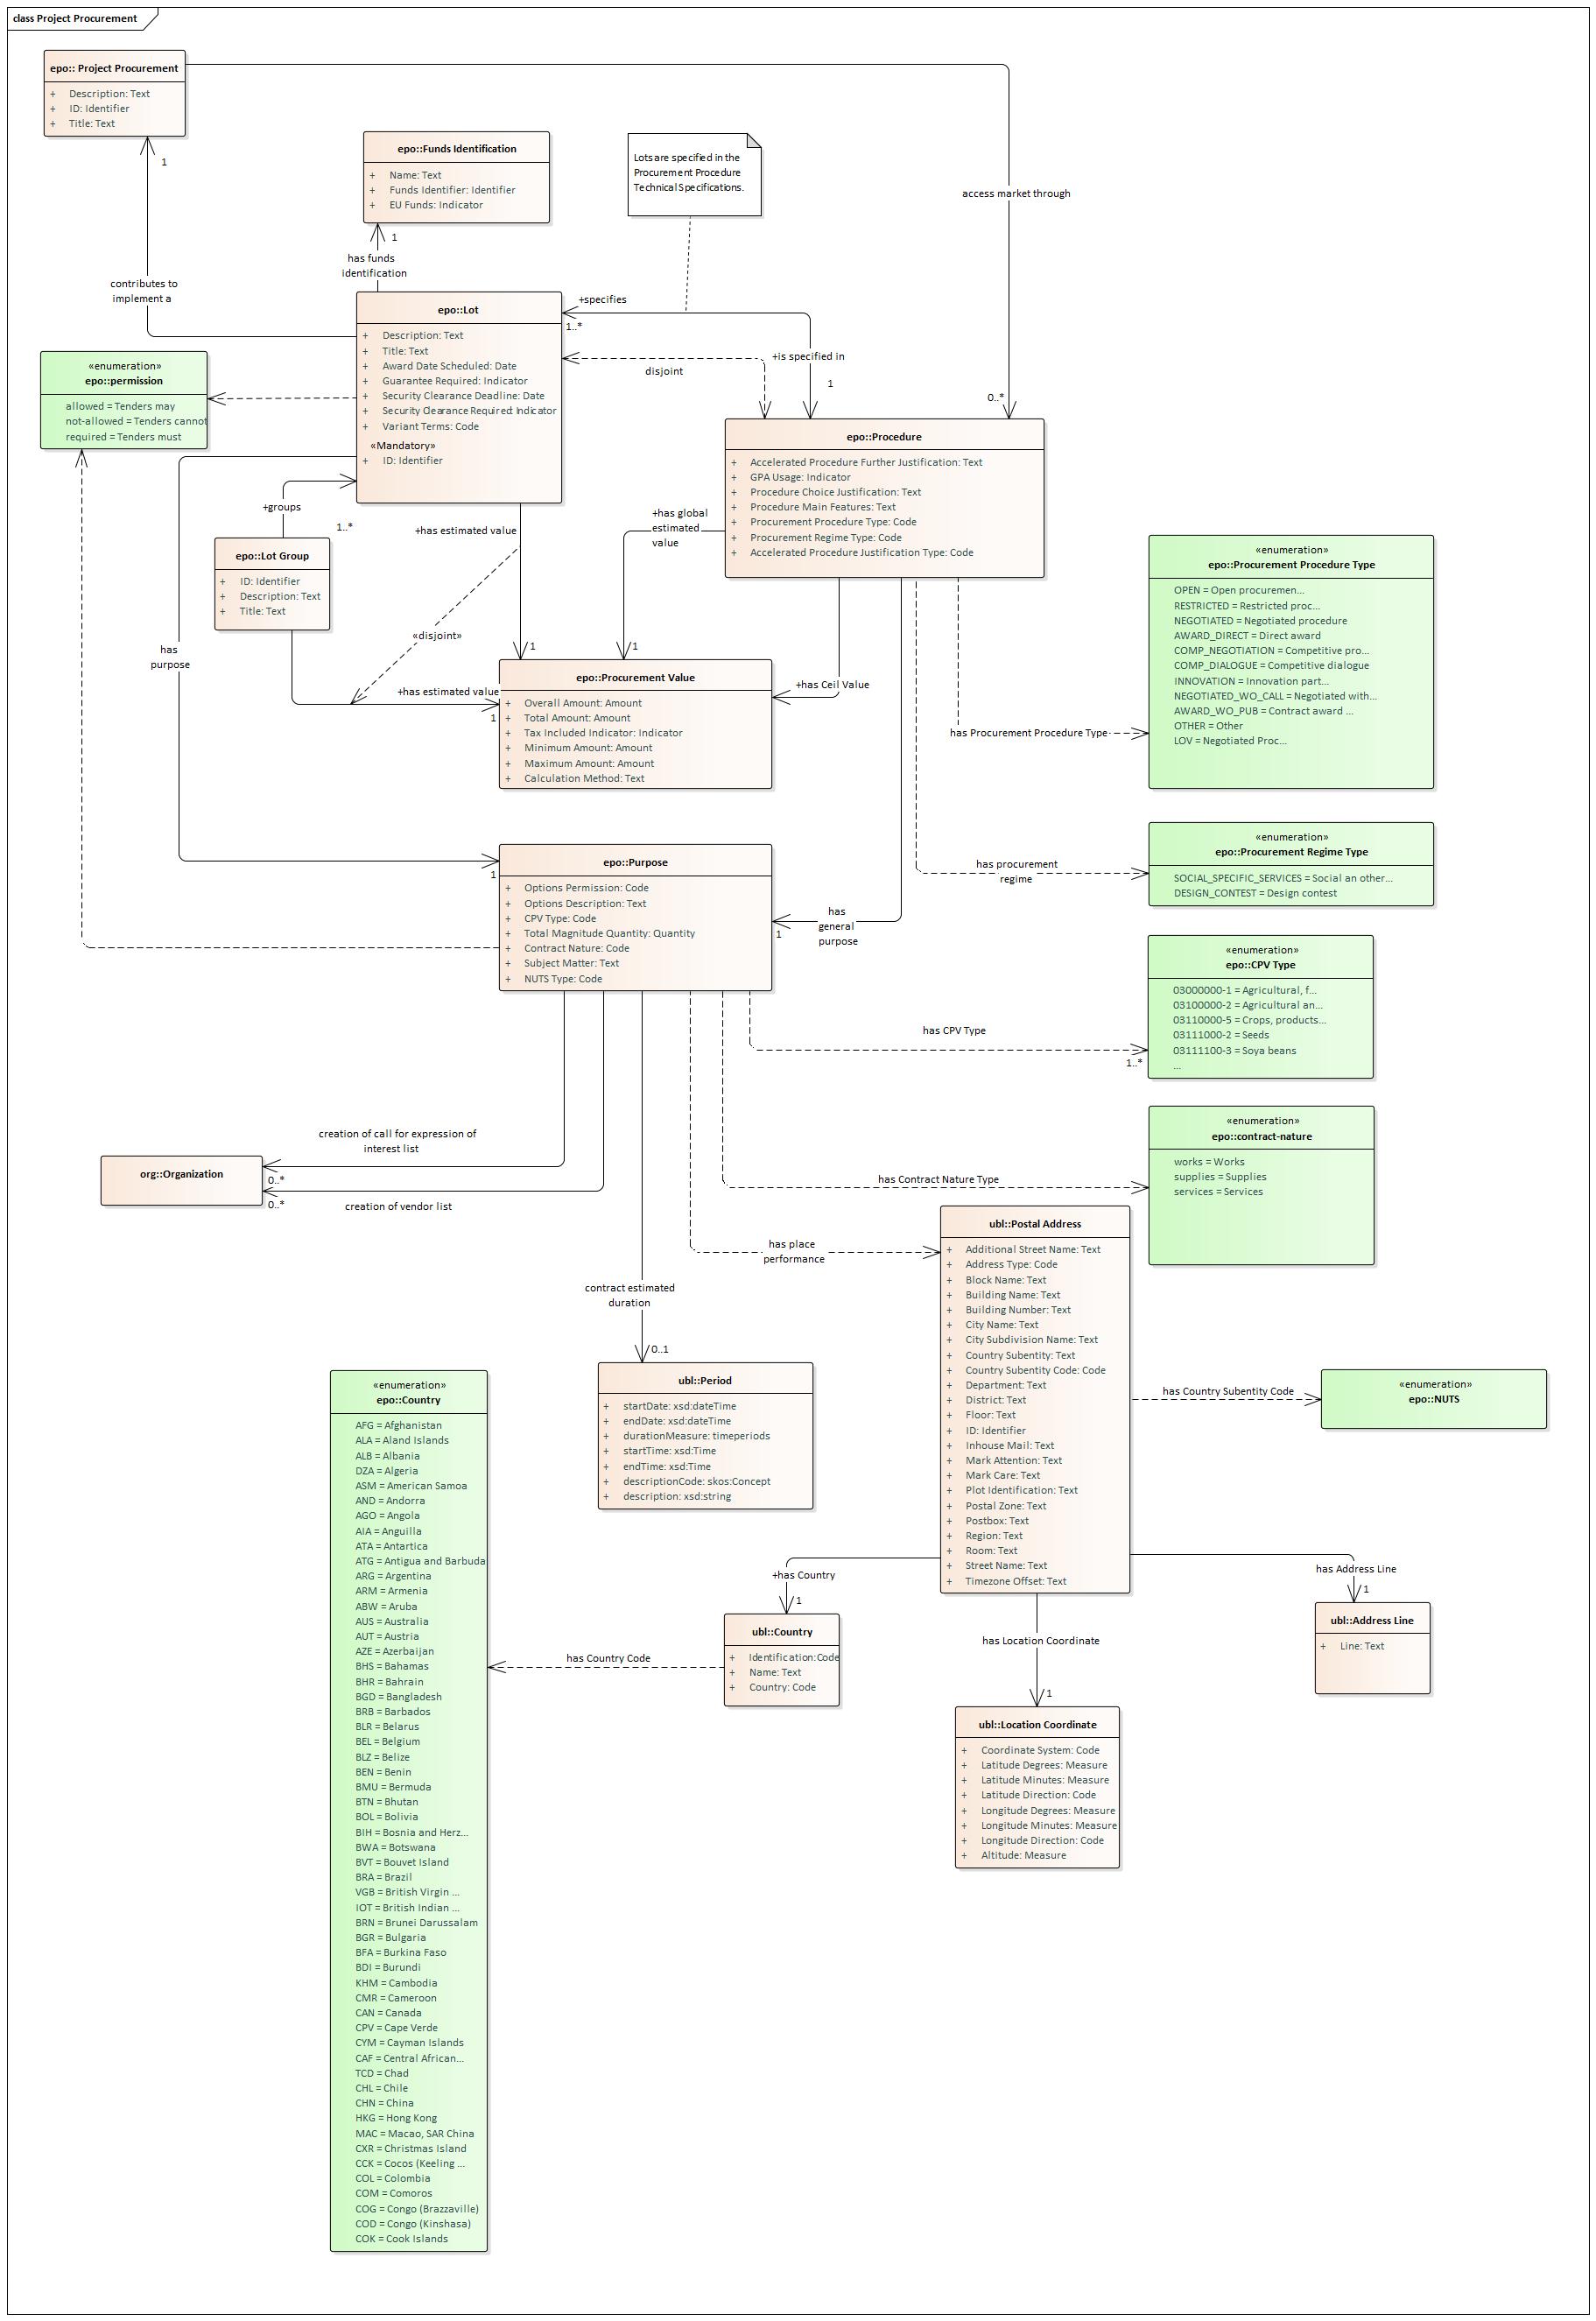 class Project Procurement
epo:: Project Procurement
+ Description: Text
+ ID: Identifier
+ Title: Text
1
contributes to
implement a
access market through
0..*
epo::Funds Identification
+ Name: Text
+ Funds Identifier: Identifier
+ EU Funds: Indicator
1
has funds
identification
Lots are specified in the
Procurement Procedure
Technical Specifications.
epo::Lot
+ Description: Text
+ Title: Text
+ Award Date Scheduled: Date
+ Guarantee Required: Indicator
+ Security Clearance Deadline: Date
+ Security Clearance Required: Indicator
+ Variant Terms: Code
«Mandatory»
+ ID: Identifier
+specifies
1..*
disjoint
+is specified in
1
«enumeration»
epo::permission
allowed = Tenders may
not-allowed = Tenders cannot
required = Tenders must
+groups
1..*
epo::Lot Group
+ ID: Identifier
+ Description: Text
+ Title: Text
+has estimated value
1
«disjoint»
+has estimated value
1
has
purpose
1
epo::Procedure
+ Accelerated Procedure Further Justification: Text
+ GPA Usage: Indicator
+ Procedure Choice Justification: Text
+ Procedure Main Features: Text
+ Procurement Procedure Type: Code
+ Procurement Regime Type: Code
+ Accelerated Procedure Justification Type: Code
+has global
estimated
value
1
+has Ceil Value
epo::Procurement Value
+ Overall Amount: Amount
+ Total Amount: Amount
+ Tax Included Indicator: Indicator
+ Minimum Amount: Amount
+ Maximum Amount: Amount
+ Calculation Method: Text
has Procurement Procedure Type
«enumeration»
epo::Procurement Procedure Type
OPEN = Open procuremen...
RESTRICTED = Restricted proc...
NEGOTIATED = Negotiated procedure
AWARD_DIRECT = Direct award
COMP_NEGOTIATION = Competitive pro...
COMP_DIALOGUE = Competitive dialogue
INNOVATION = Innovation part...
NEGOTIATED_WO_CALL = Negotiated with...
AWARD_WO_PUB = Contract award ...
OTHER = Other
LOV = Negotiated Proc...
has procurement
regime
«enumeration»
epo::Procurement Regime Type
SOCIAL_SPECIFIC_SERVICES = Social an other...
DESIGN_CONTEST = Design contest
epo::Purpose
+ Options Permission: Code
+ Options Description: Text
+ CPV Type: Code
+ Total Magnitude Quantity: Quantity
+ Contract Nature: Code
+ Subject Matter: Text
+ NUTS Type: Code
has
general
purpose
1
has CPV Type
1..*
«enumeration»
epo::CPV Type
03000000-1 = Agricultural, f...
03100000-2 = Agricultural an...
03110000-5 = Crops, products...
03111000-2 = Seeds
03111100-3 = Soya beans
...
has Contract Nature Type
«enumeration»
epo::contract-nature
works = Works
supplies = Supplies
services = Services
creation of call for expression of
interest list
0..*
org::Organization
0..*
creation of vendor list
has place
performance
contract estimated
duration
0..1
ubl::Period
+ startDate: xsd:dateTime
+ endDate: xsd:dateTime
+ durationMeasure: timeperiods
+ startTime: xsd:Time
+ endTime: xsd:Time
+ descriptionCode: skos:Concept
+ description: xsd:string
ubl::Postal Address
+ Additional Street Name: Text
+ Address Type: Code
+ Block Name: Text
+ Building Name: Text
+ Building Number: Text
+ City Name: Text
+ City Subdivision Name: Text
+ Country Subentity: Text
+ Country Subentity Code: Code
+ Department: Text
+ District: Text
+ Floor: Text
+ ID: Identifier
+ Inhouse Mail: Text
+ Mark Attention: Text
+ Mark Care: Text
+ Plot Identification: Text
+ Postal Zone: Text
+ Postbox: Text
+ Region: Text
+ Room: Text
+ Street Name: Text
+ Timezone Offset: Text
has Country Subentity Code
«enumeration»
epo::NUTS
has Address Line
1
ubl::Address Line
+ Line: Text
+has Country
1
ubl::Country
+ Identification:Code
+ Name: Text
+ Country: Code
has Country Code
has Location Coordinate
1
ubl::Location Coordinate
+ Coordinate System: Code
+ Latitude Degrees: Measure
+ Latitude Minutes: Measure
+ Latitude Direction: Code
+ Longitude Degrees: Measure
+ Longitude Minutes: Measure
+ Longitude Direction: Code
+ Altitude: Measure
«enumeration»
epo::Country
AFG = Afghanistan
ALA = Aland Islands
ALB = Albania
DZA = Algeria
ASM = American Samoa
AND = Andorra
AGO = Angola
AIA = Anguilla
ATA = Antartica
ATG = Antigua and Barbuda
ARG = Argentina
ARM = Armenia
ABW = Aruba
AUS = Australia
AUT = Austria
AZE = Azerbaijan
BHS = Bahamas
BHR = Bahrain
BGD = Bangladesh
BRB = Barbados
BLR = Belarus
BEL = Belgium
BLZ = Belize
BEN = Benin
BMU = Bermuda
BTN = Bhutan
BOL = Bolivia
BIH = Bosnia and Herz...
BWA = Botswana
BVT = Bouvet Island
BRA = Brazil
VGB = British Virgin ...
IOT = British Indian ...
BRN = Brunei Darussalam
BGR = Bulgaria
BFA = Burkina Faso
BDI = Burundi
KHM = Cambodia
CMR = Cameroon
CAN = Canada
CPV = Cape Verde
CYM = Cayman Islands
CAF = Central African...
TCD = Chad
CHL = Chile
CHN = China
HKG = Hong Kong
MAC = Macao, SAR China
CXR = Christmas Island
CCK = Cocos (Keeling ...
COL = Colombia
COM = Comoros
COG = Congo (Brazzaville)
COD = Congo (Kinshasa)
COK = Cook Islands